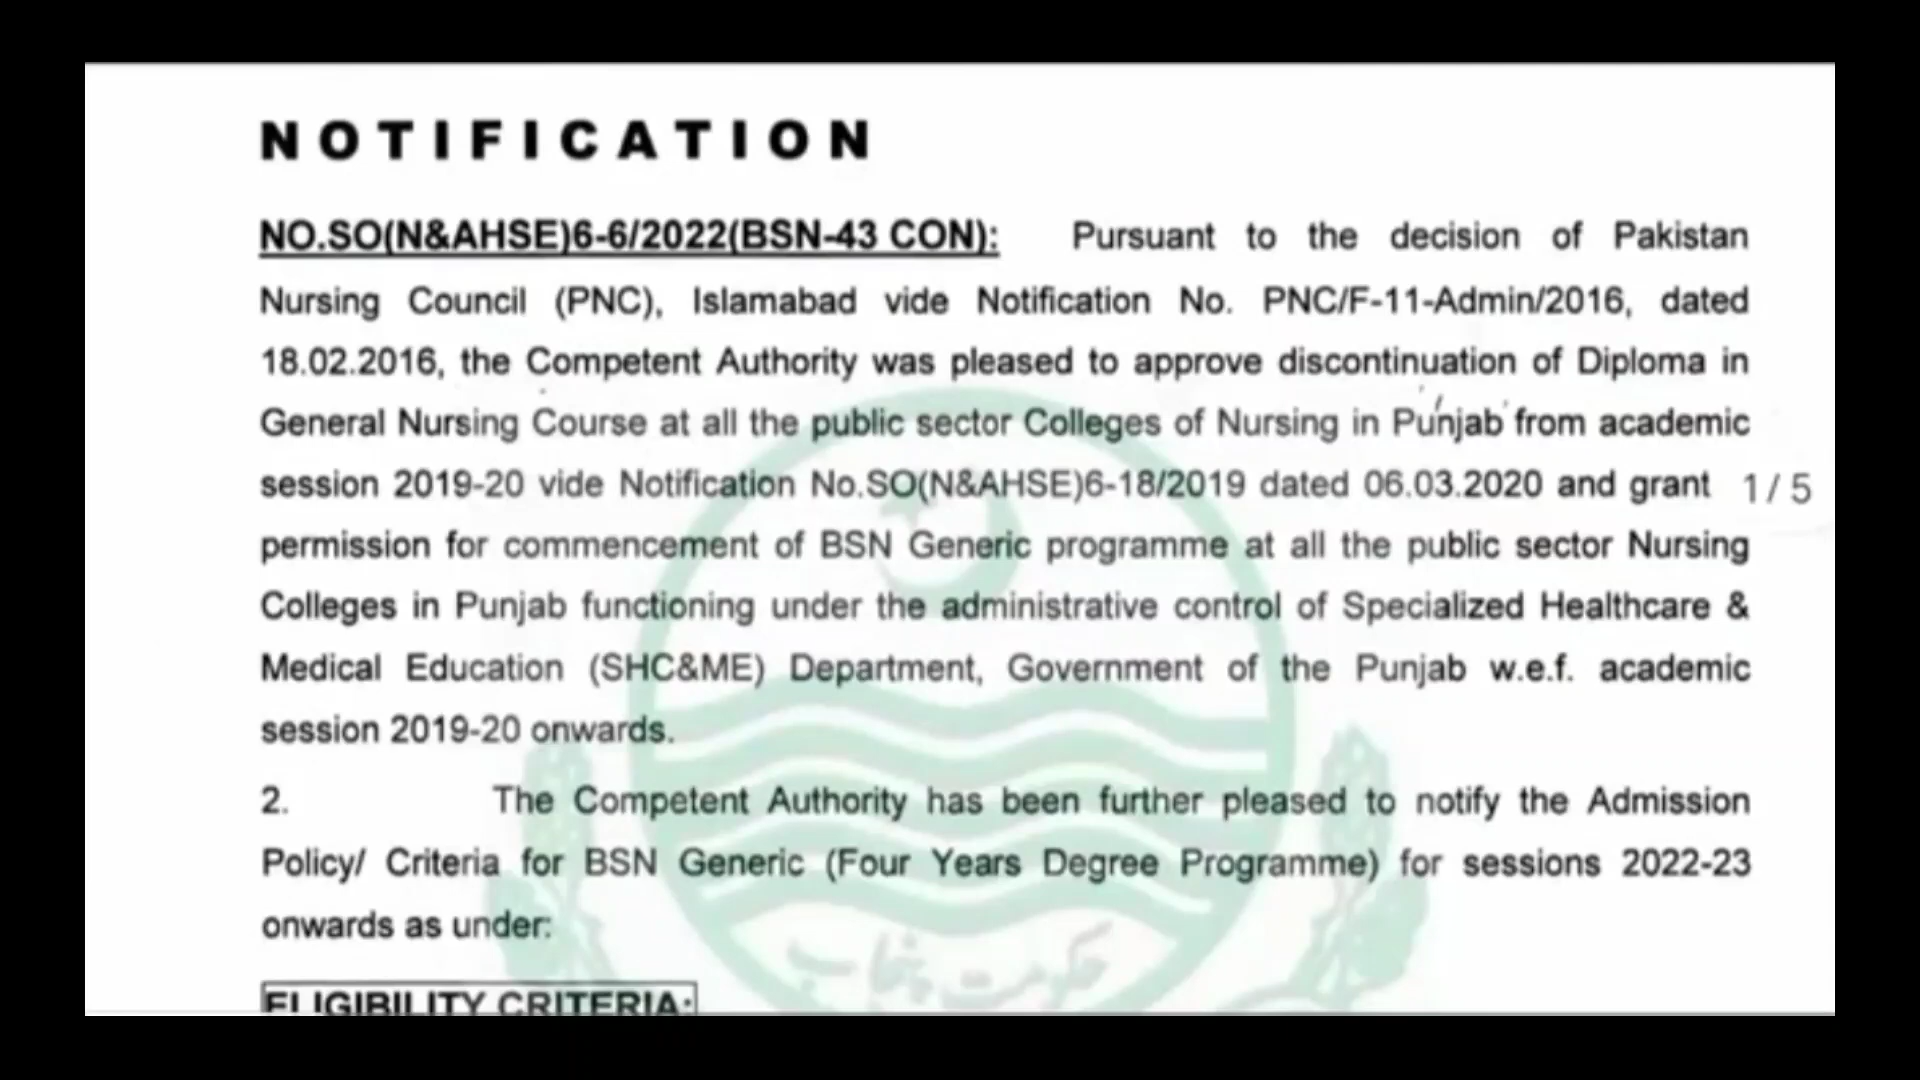 NOTIFICATION
NO.SO(N&AHSE)6-6/2022(BSN-43 CON): Pursuant to the decision of Pakistan
Nursing Council (PNC), Islamabad vide Notification No. PNC/F-11-Admin/2016, dated
18.02.2016, the Competent Authority was pleased to approve discontinuation of Diploma in
General Nursing Course at all the public sector Colleges of Nursing in Punjab from academic
session 2019-20 vide Notification No.SO(N&AHSE)6-18/2019 dated 06.03.2020 and grant
1/5
permission for commencement of BSN Generic programme at all the public sector Nursing
Colleges in Punjab functioning under the administrative control of Specialized Healthcare &
Medical Education (SHC&ME) Department, Government of the Punjab w.e.f. academic
session 2019-20 onwards.
2. The Competent Authority has been further pleased to notify the Admission
Policy/ Criteria for BSN Generic (Four Years Degree Programme) for sessions 2022-23
onwards as under:
حکومت پنجاب
ELIGIBILITY CRITERIA: